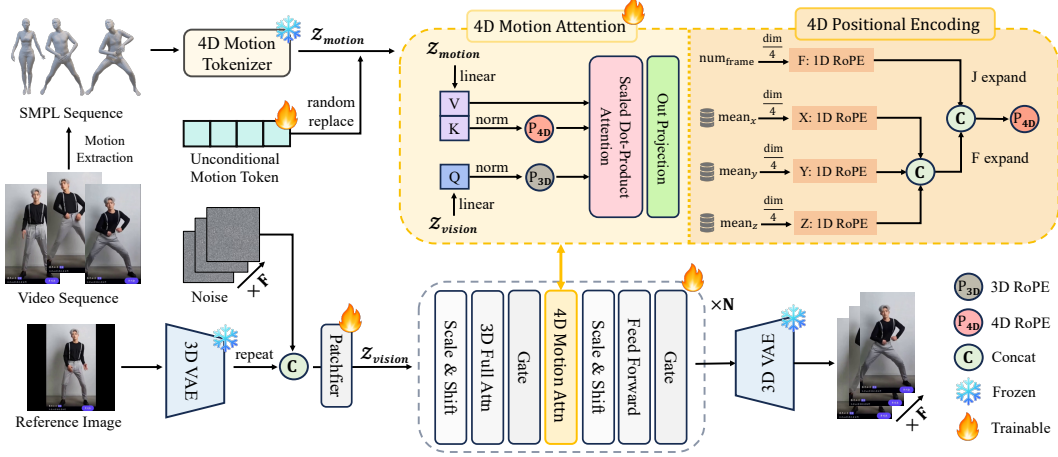 SMPL Sequence
Motion
Extraction
Video Sequence
Reference Image
4D Motion
Tokenizer
Z_motion
random
replace
Unconditional
Motion Token
Noise
× F
3D VAE
repeat
C
Patchfier
Z_vision
4D Motion Attention
Z_motion
linear
V
K
norm
P_4D
Q
norm
P_3D
linear
Z_vision
Scaled Dot-Product
Attention
Out Projection
4D Positional Encoding
num_frame
dim/4
F: 1D RoPE
J expand
mean_x
dim/4
X: 1D RoPE
C
P_4D
F expand
mean_y
dim/4
Y: 1D RoPE
C
mean_z
dim/4
Z: 1D RoPE
Scale & Shift
3D Full Attn
Gate
4D Motion Attn
Scale & Shift
Feed Forward
Gate
×N
3D VAE
× F
P_3D 3D RoPE
P_4D 4D RoPE
C Concat
Frozen
Trainable